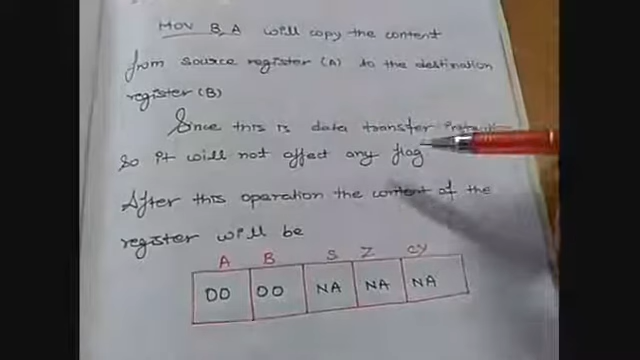 MOV B, A will copy the content
from source register (A) to the destination
register (B)
Since this is data transfer
So it will not affect any flag
After this operation the content of the
register will be
A B S Z CY
00 00 NA NA NA